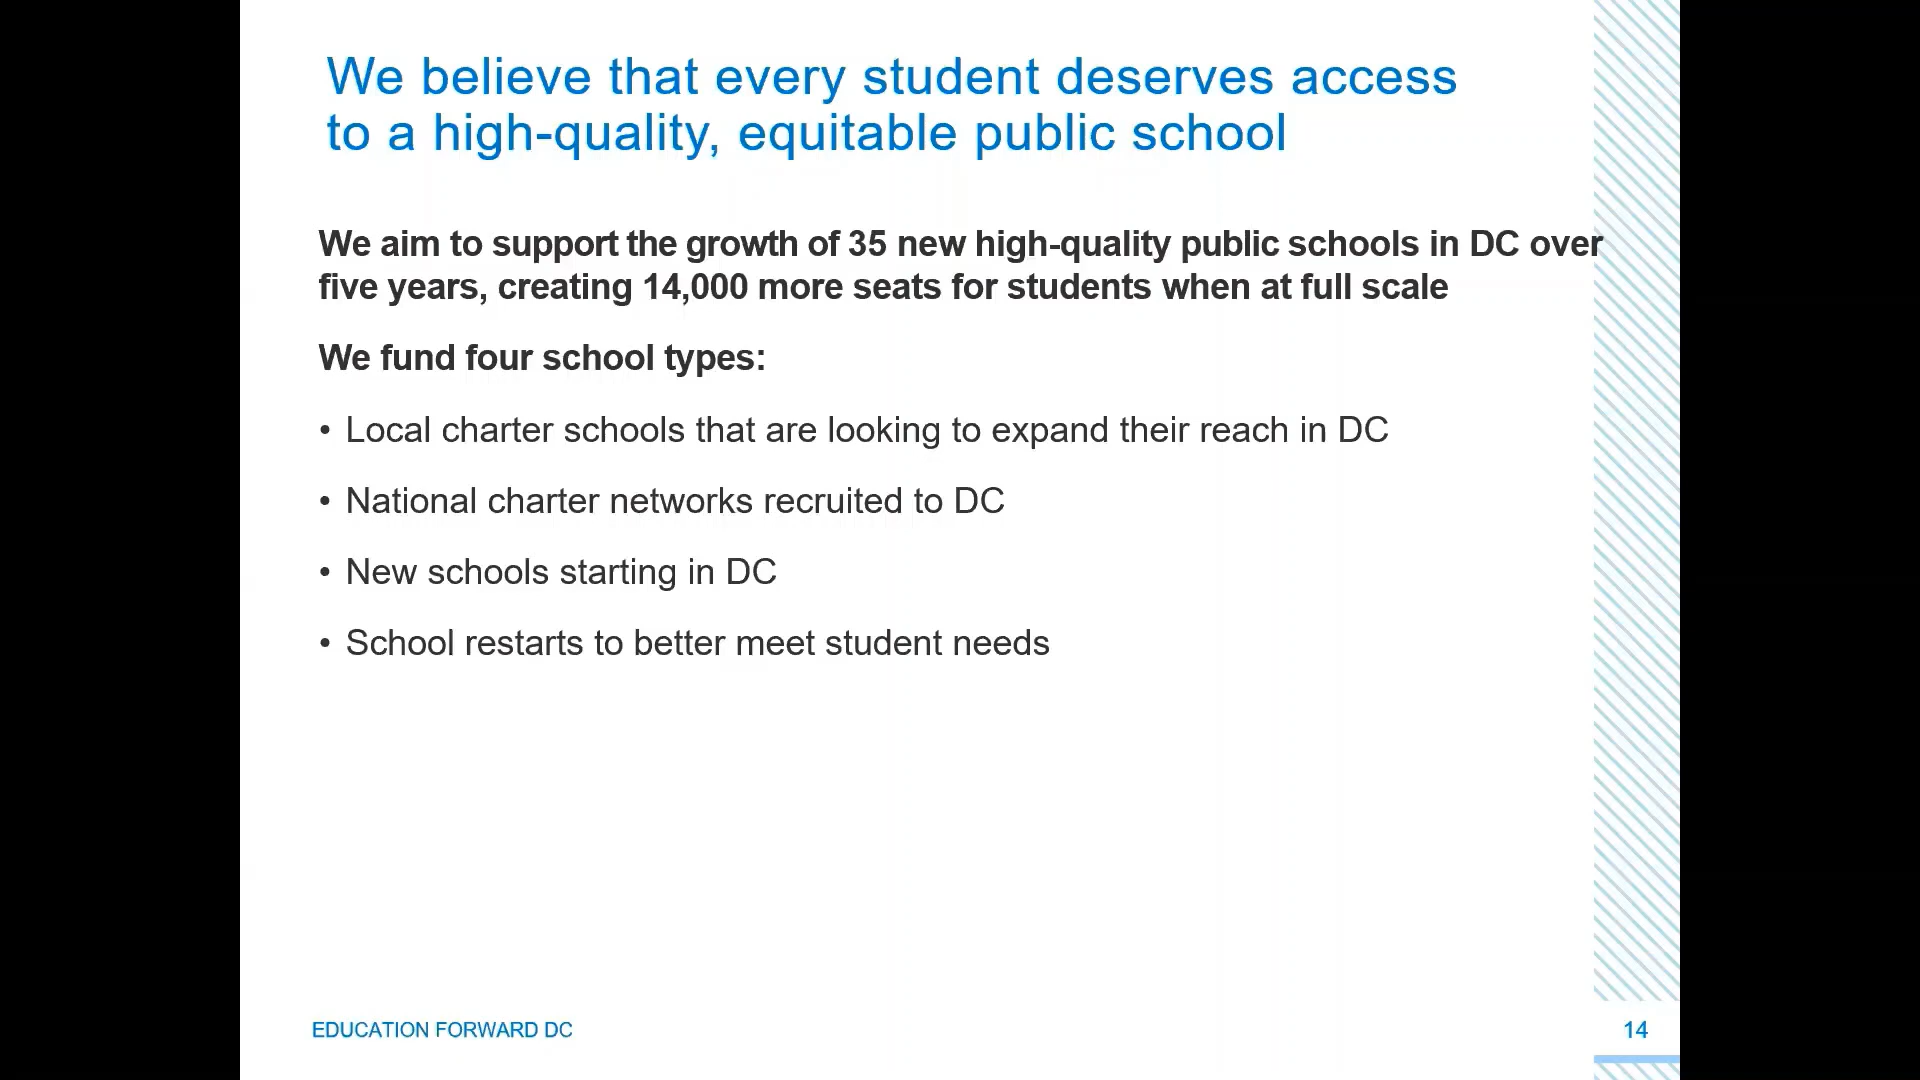 We believe that every student deserves access
to a high-quality, equitable public school
We aim to support the growth of 35 new high-quality public schools in DC over
five years, creating 14,000 more seats for students when at full scale
We fund four school types:
• Local charter schools that are looking to expand their reach in DC
• National charter networks recruited to DC
• New schools starting in DC
• School restarts to better meet student needs
EDUCATION FORWARD DC
14